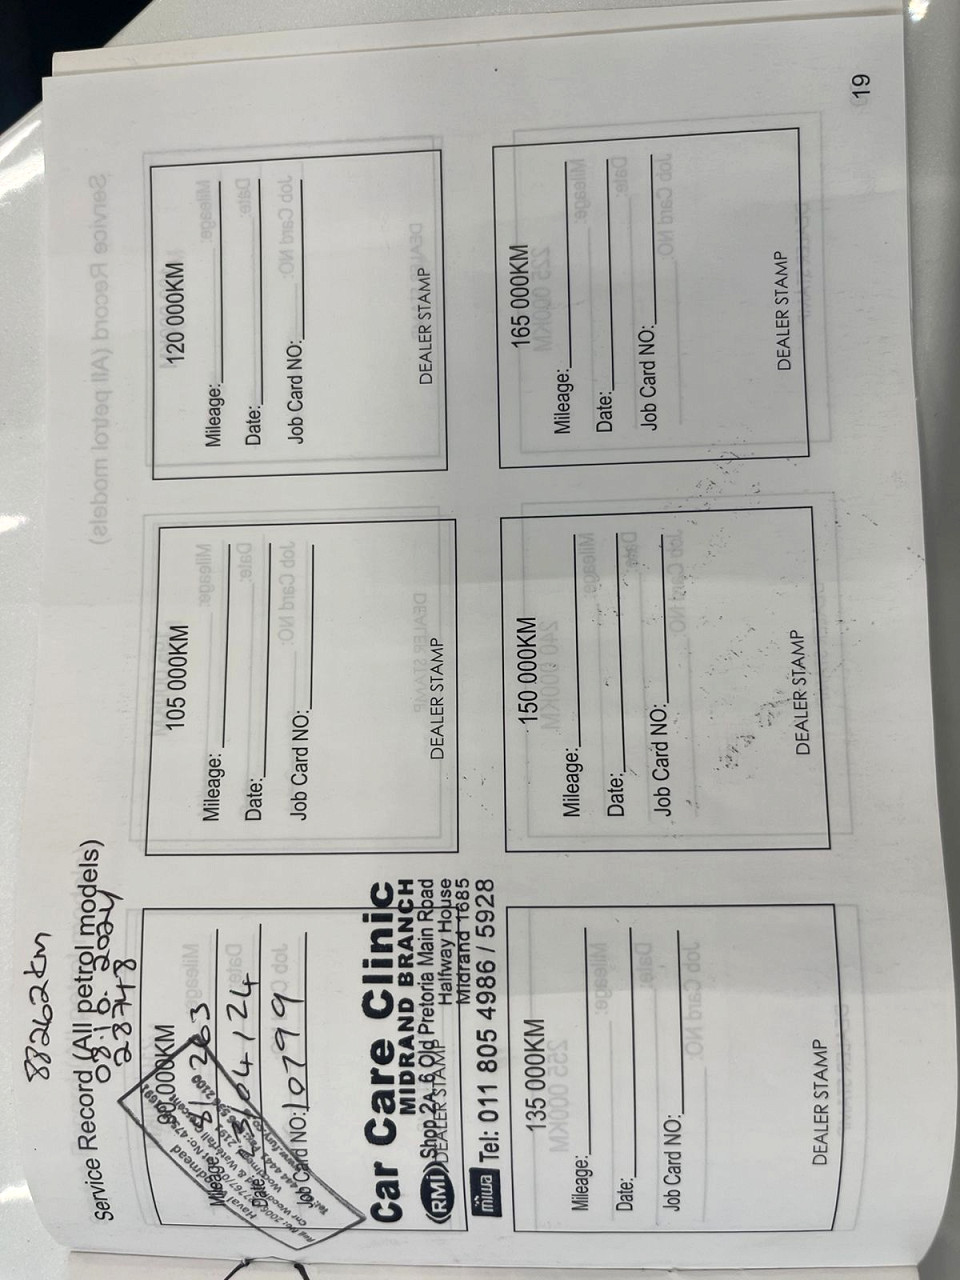 88262km
Service Record (All petrol models)
08.10.2024
23748
90 000KM
Mileage: 81263
Date: 04/24
Job Card NO: 10799
Car Care Clinic
MIDRAND BRANCH
(RMI) Shop 2A 6 Old Pretoria Main Road
Halfway House
DEALER STAMP
Midrand 1685
miwa Tel: 011 805 4986 / 5928
105 000KM
Mileage:
Date:
Job Card NO:
DEALER STAMP
120 000KM
Mileage:
Date:
Job Card NO:
DEALER STAMP
135 000KM
Mileage:
Date:
Job Card NO:
DEALER STAMP
150 000KM
Mileage:
Date:
Job Card NO:
DEALER STAMP
165 000KM
Mileage:
Date:
Job Card NO:
DEALER STAMP
19